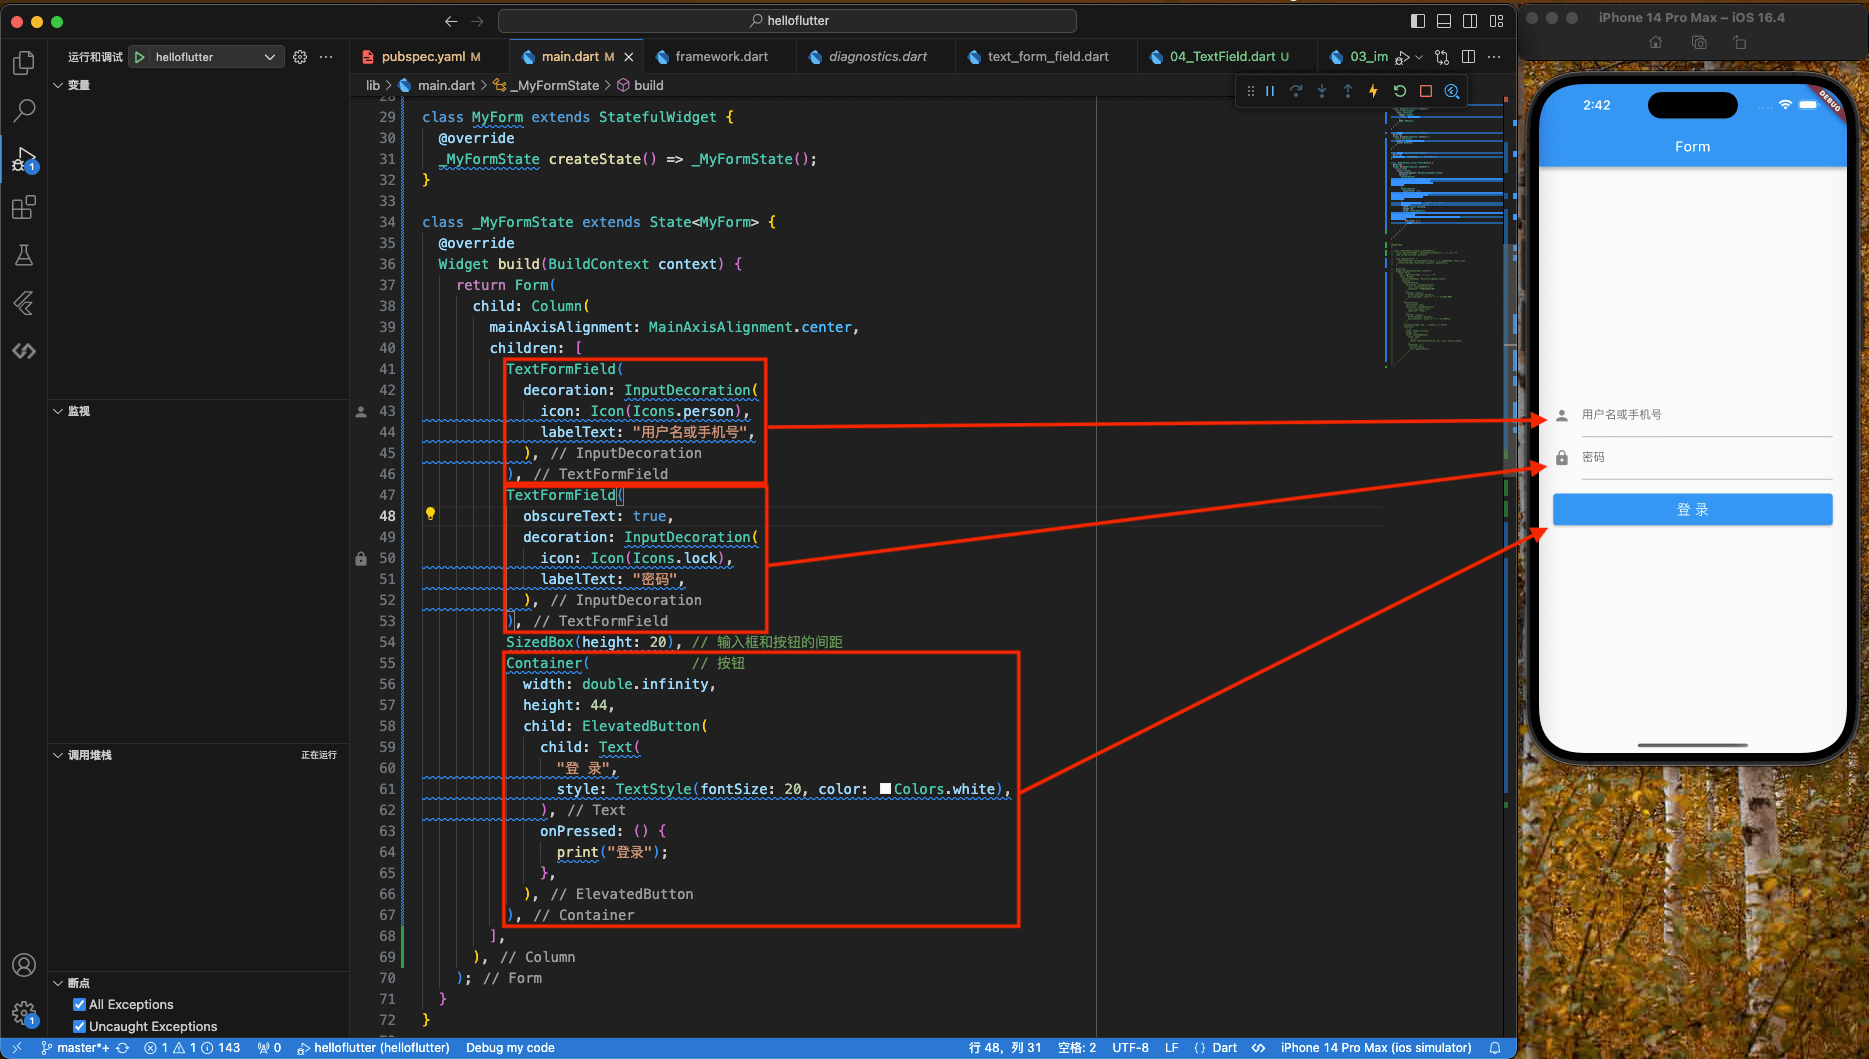 helloflutter
iPhone 14 Pro Max – iOS 16.4
运行和调试
helloflutter
pubspec.yaml M
main.dart M
framework.dart
diagnostics.dart
text_form_field.dart
04_TextField.dart U
03_im
lib > main.dart > _MyFormState > build
变量
监视
调用堆栈
正在运行
断点
All Exceptions
Uncaught Exceptions
28
29 class MyForm extends StatefulWidget {
30 @override
31 _MyFormState createState() => _MyFormState();
32 }
33
34 class _MyFormState extends State<MyForm> {
35 @override
36 Widget build(BuildContext context) {
37 return Form(
38 child: Column(
39 mainAxisAlignment: MainAxisAlignment.center,
40 children: [
41 TextFormField(
42 decoration: InputDecoration(
43 icon: Icon(Icons.person),
44 labelText: "用户名或手机号",
45 ), // InputDecoration
46 ), // TextFormField
47 TextFormField(
48 obscureText: true,
49 decoration: InputDecoration(
50 icon: Icon(Icons.lock),
51 labelText: "密码",
52 ), // InputDecoration
53 ), // TextFormField
54 SizedBox(height: 20), // 输入框和按钮的间距
55 Container( // 按钮
56 width: double.infinity,
57 height: 44,
58 child: ElevatedButton(
59 child: Text(
60 "登 录",
61 style: TextStyle(fontSize: 20, color: Colors.white),
62 ), // Text
63 onPressed: () {
64 print("登录");
65 },
66 ), // ElevatedButton
67 ), // Container
68 ],
69 ), // Column
70 ); // Form
71 }
72 }
2:42
DEBUG
Form
用户名或手机号
密码
登 录
1
1
master*+
1 1 143
0
helloflutter (helloflutter)
Debug my code
行 48，列 31
空格: 2
UTF-8
LF
{ } Dart
iPhone 14 Pro Max (ios simulator)